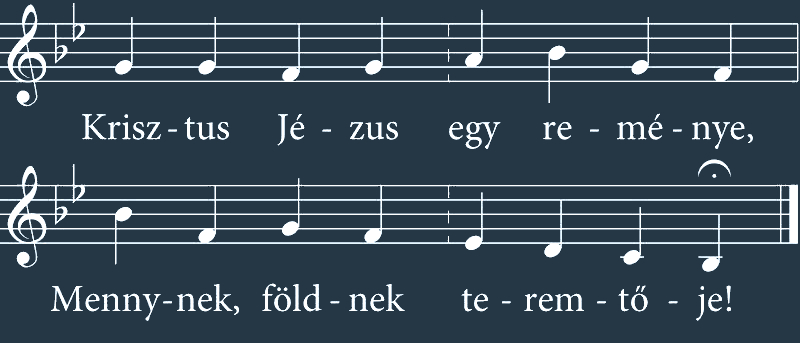 Krisz - tus Jé - zus egy re - mé - nye,
Menny - nek, föld - nek te - rem - tő - je!